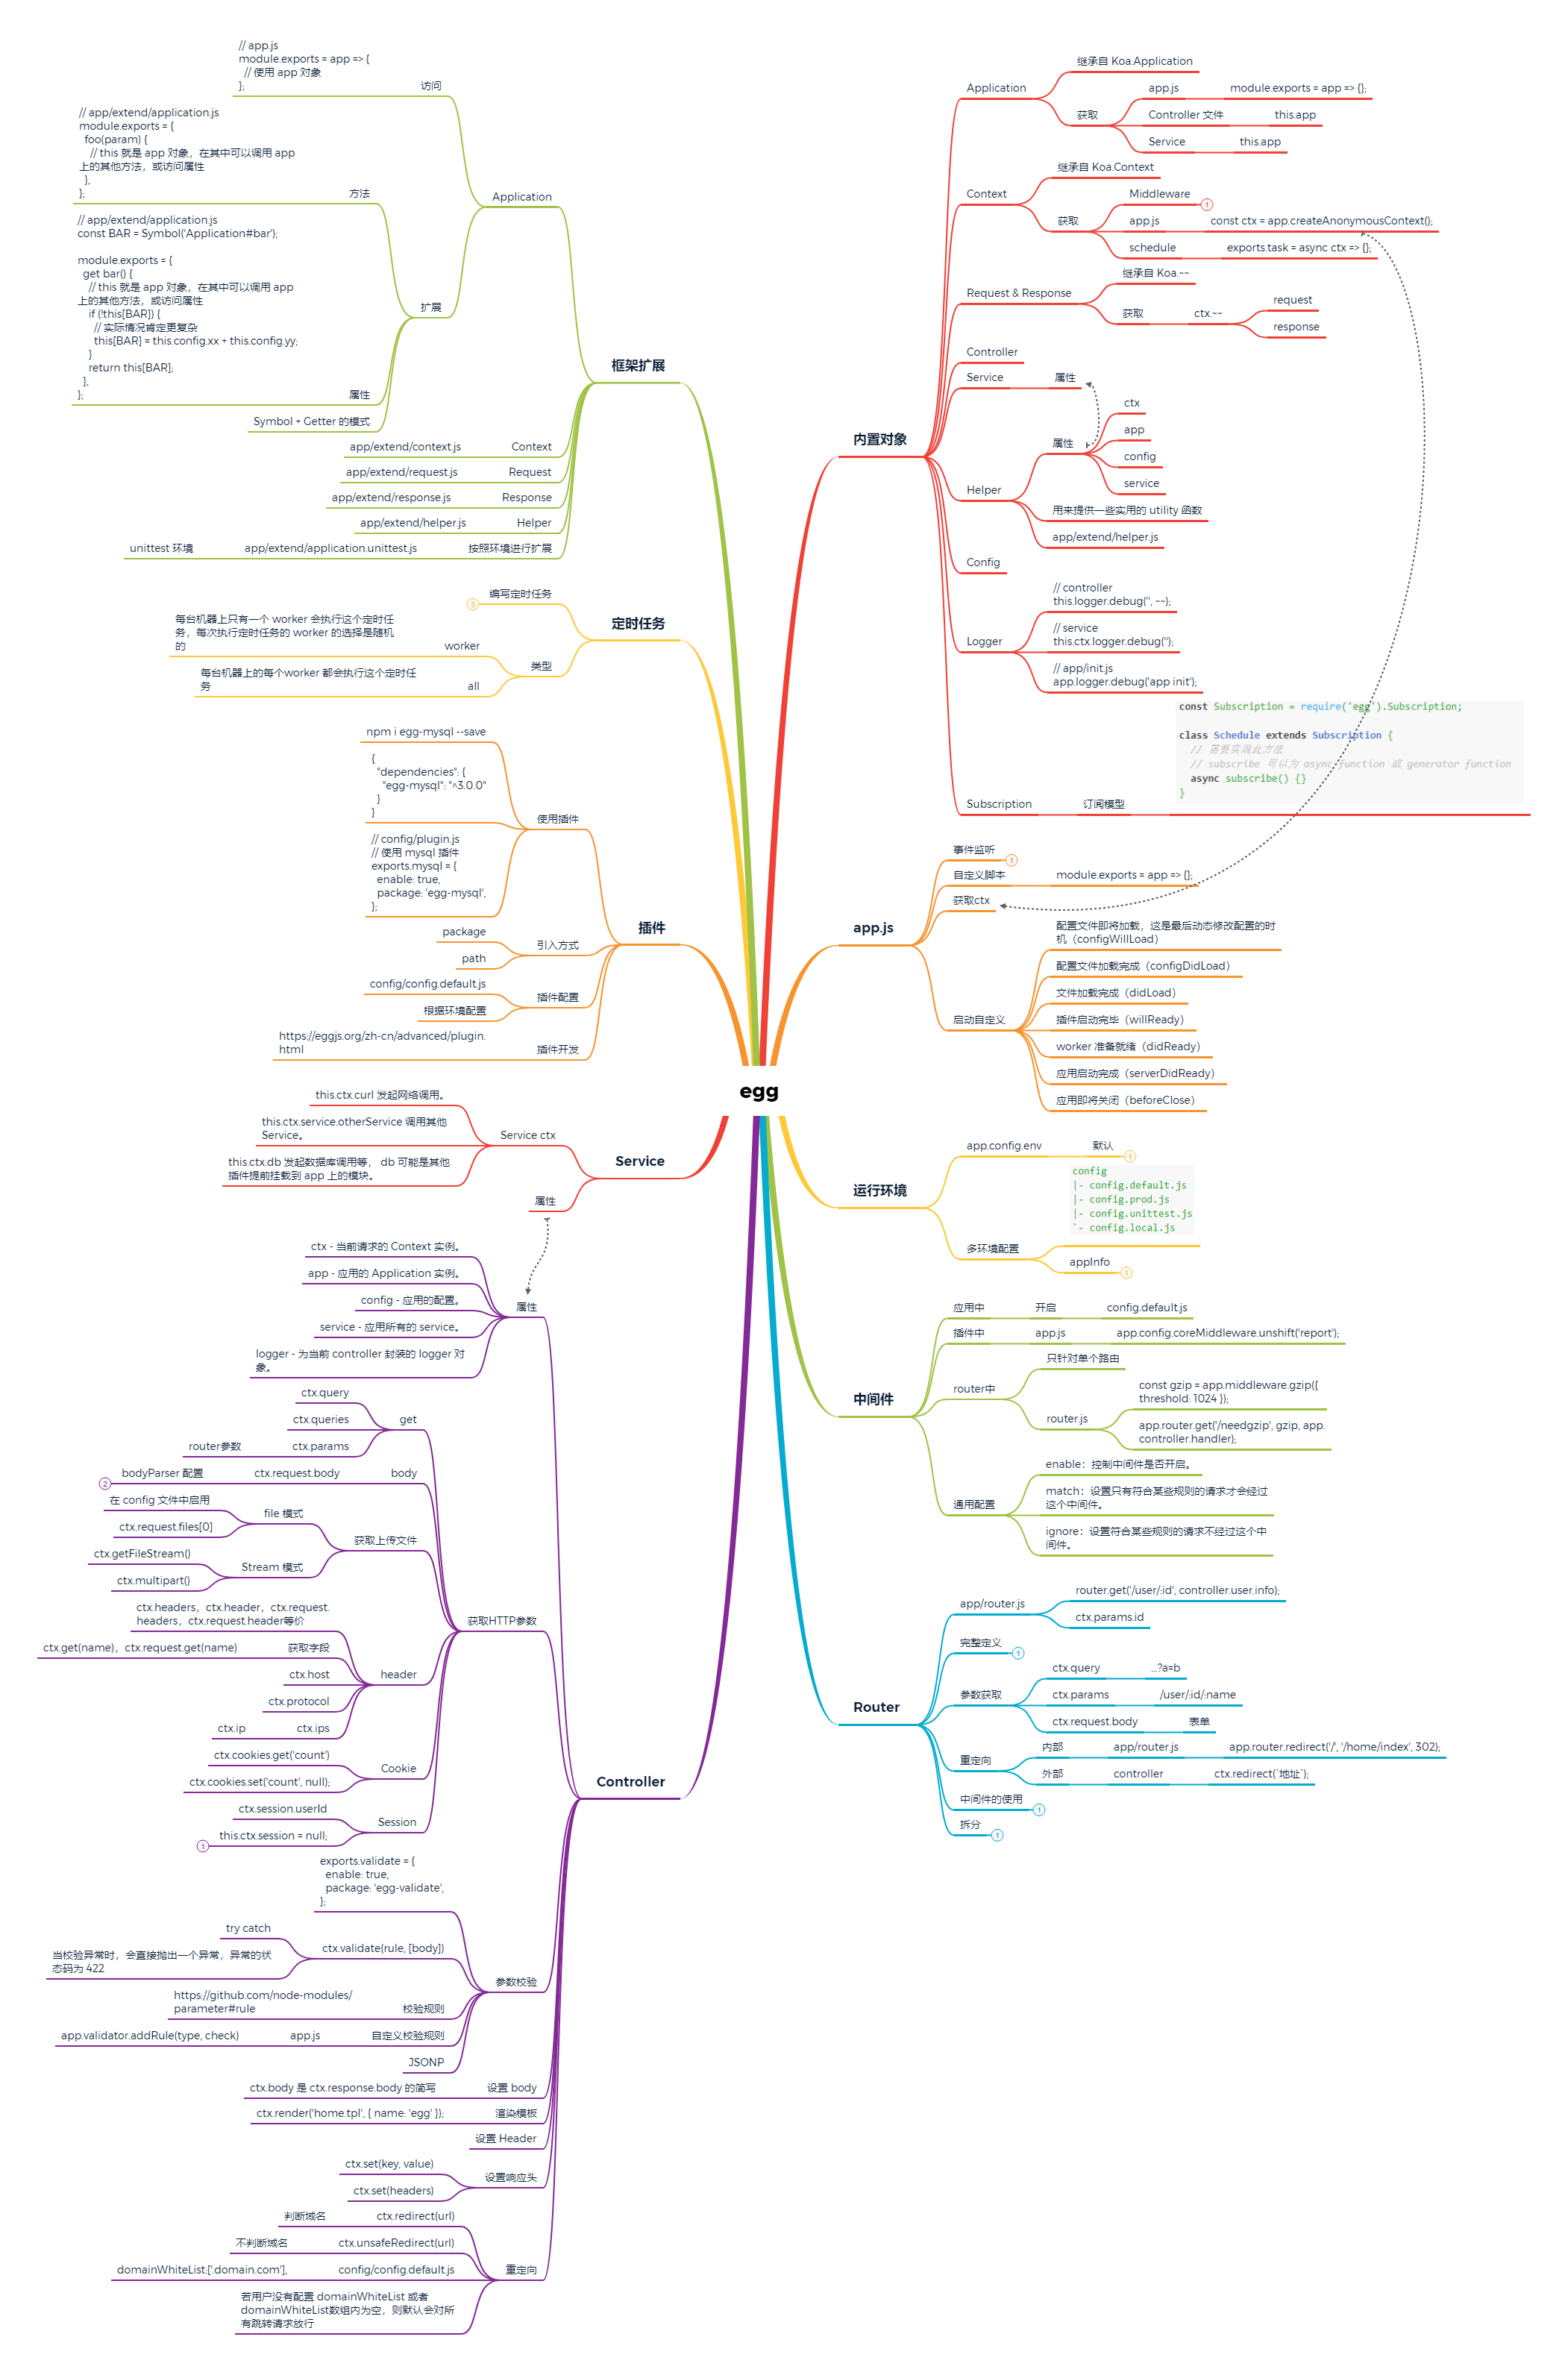 egg
内置对象
Application
继承自 Koa.Application
获取
app.js
module.exports = app => {};
Controller 文件
this.app
Service
this.app
Context
继承自 Koa.Context
获取
Middleware
1
app.js
const ctx = app.createAnonymousContext();
schedule
exports.task = async ctx => {};
Request & Response
继承自 Koa.~~
获取
ctx.~~
request
response
Controller
Service
属性
Helper
属性
ctx
app
config
service
用来提供一些实用的 utility 函数
app/extend/helper.js
Config
Logger
// controller
this.logger.debug('', ~~);
// service
this.ctx.logger.debug('');
// app/init.js
app.logger.debug('app init');
Subscription
订阅模型
const Subscription = require('egg').Subscription;
class Schedule extends Subscription {
// 需要实现此方法
// subscribe 可以为 async function 或 generator function
async subscribe() {}
}
app.js
事件监听
1
自定义脚本
module.exports = app => {};
获取ctx
启动自定义
配置文件即将加载，这是最后动态修改配置的时
机（configWillLoad）
配置文件加载完成（configDidLoad）
文件加载完成（didLoad）
插件启动完毕（willReady）
worker 准备就绪（didReady）
应用启动完成（serverDidReady）
应用即将关闭（beforeClose）
运行环境
app.config.env
默认
1
多环境配置
config
|- config.default.js
|- config.prod.js
|- config.unittest.js
`- config.local.js
appInfo
1
中间件
应用中
开启
config.default.js
插件中
app.js
app.config.coreMiddleware.unshift('report');
router中
只针对单个路由
router.js
const gzip = app.middleware.gzip({
threshold: 1024 });
app.router.get('/needgzip', gzip, app.
controller.handler);
通用配置
enable：控制中间件是否开启。
match：设置只有符合某些规则的请求才会经过
这个中间件。
ignore：设置符合某些规则的请求不经过这个中
间件。
Router
app/router.js
router.get('/user/:id', controller.user.info);
ctx.params.id
完整定义
1
参数获取
ctx.query
...?a=b
ctx.params
/user/:id/:name
ctx.request.body
表单
重定向
内部
app/router.js
app.router.redirect('/', '/home/index', 302);
外部
controller
ctx.redirect(`地址`);
中间件的使用
1
拆分
1
框架扩展
Application
访问
// app.js
module.exports = app => {
// 使用 app 对象
};
扩展
方法
// app/extend/application.js
module.exports = {
foo(param) {
// this 就是 app 对象，在其中可以调用 app
上的其他方法，或访问属性
},
};
属性
// app/extend/application.js
const BAR = Symbol('Application#bar');
module.exports = {
get bar() {
// this 就是 app 对象，在其中可以调用 app
上的其他方法，或访问属性
if (!this[BAR]) {
// 实际情况肯定更复杂
this[BAR] = this.config.xx + this.config.yy;
}
return this[BAR];
},
};
Symbol + Getter 的模式
Context
app/extend/context.js
Request
app/extend/request.js
Response
app/extend/response.js
Helper
app/extend/helper.js
按照环境进行扩展
app/extend/application.unittest.js
unittest 环境
定时任务
编写定时任务
3
类型
worker
每台机器上只有一个 worker 会执行这个定时任
务，每次执行定时任务的 worker 的选择是随机
的
all
每台机器上的每个worker 都会执行这个定时任
务
插件
使用插件
npm i egg-mysql --save
{
"dependencies": {
"egg-mysql": "^3.0.0"
}
}
// config/plugin.js
// 使用 mysql 插件
exports.mysql = {
enable: true,
package: 'egg-mysql',
};
引入方式
package
path
插件配置
config/config.default.js
根据环境配置
插件开发
https://eggjs.org/zh-cn/advanced/plugin.
html
Service
Service ctx
this.ctx.curl 发起网络调用。
this.ctx.service.otherService 调用其他
Service。
this.ctx.db 发起数据库调用等， db 可能是其他
插件提前挂载到 app 上的模块。
属性
Controller
属性
ctx - 当前请求的 Context 实例。
app - 应用的 Application 实例。
config - 应用的配置。
service - 应用所有的 service。
logger - 为当前 controller 封装的 logger 对
象。
获取HTTP参数
get
ctx.query
ctx.queries
ctx.params
router参数
body
ctx.request.body
bodyParser 配置
2
获取上传文件
file 模式
在 config 文件中启用
ctx.request.files[0]
Stream 模式
ctx.getFileStream()
ctx.multipart()
header
ctx.headers，ctx.header，ctx.request.
headers，ctx.request.header等价
获取字段
ctx.get(name)，ctx.request.get(name)
ctx.host
ctx.protocol
ctx.ips
ctx.ip
Cookie
ctx.cookies.get('count')
ctx.cookies.set('count', null);
Session
ctx.session.userId
this.ctx.session = null;
1
参数校验
exports.validate = {
enable: true,
package: 'egg-validate',
};
ctx.validate(rule, [body])
try catch
当校验异常时，会直接抛出一个异常，异常的状
态码为 422
校验规则
https://github.com/node-modules/
parameter#rule
自定义校验规则
app.js
app.validator.addRule(type, check)
JSONP
设置 body
ctx.body 是 ctx.response.body 的简写
渲染模板
ctx.render('home.tpl', { name: 'egg' });
设置 Header
设置响应头
ctx.set(key, value)
ctx.set(headers)
重定向
ctx.redirect(url)
判断域名
ctx.unsafeRedirect(url)
不判断域名
config/config.default.js
domainWhiteList:['.domain.com'],
若用户没有配置 domainWhiteList 或者
domainWhiteList数组内为空，则默认会对所
有跳转请求放行